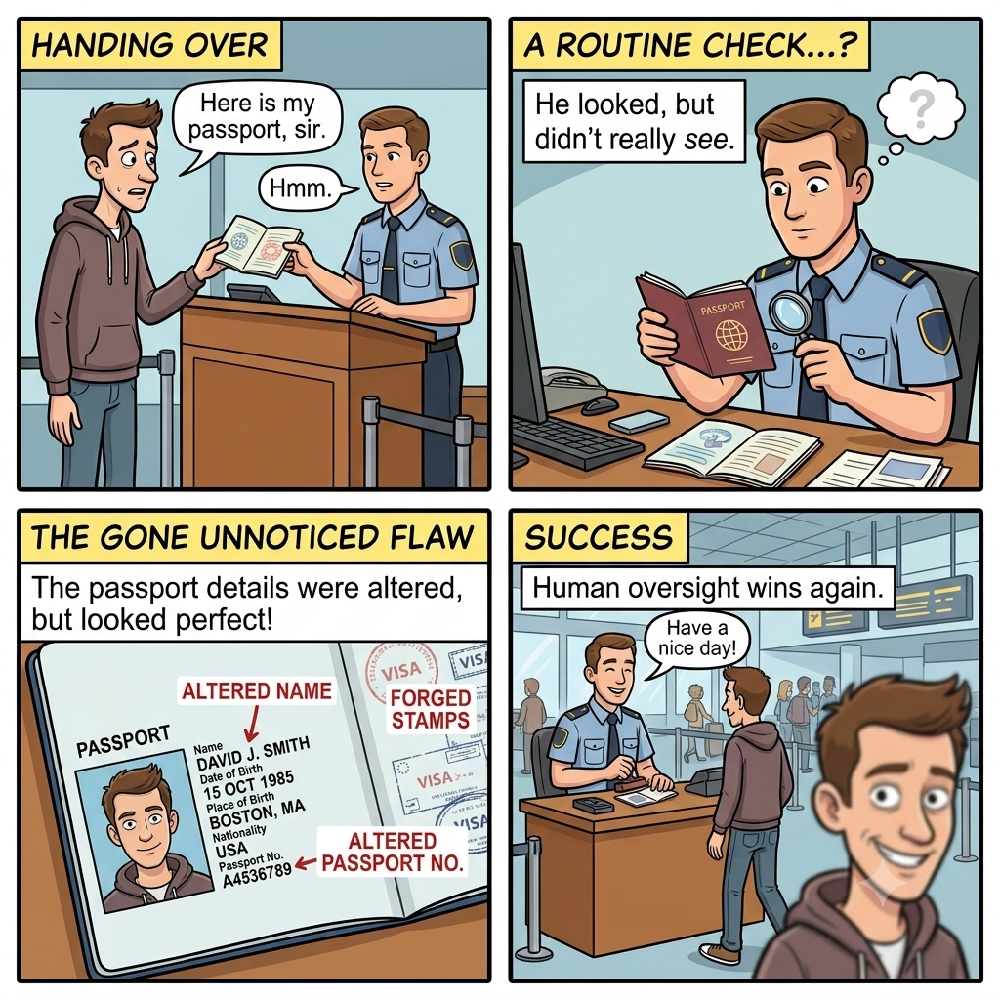 HANDING OVER
Here is my
passport, sir.
Hmm.
A ROUTINE CHECK...?
He looked, but
didn't really see.
?
PASSPORT
THE GONE UNNOTICED FLAW
The passport details were altered,
but looked perfect!
ALTERED NAME
PASSPORT
Name
DAVID J. SMITH
Date of Birth
15 OCT 1985
Place of Birth
BOSTON, MA
Nationality
USA
Passport No.
A4536789
VISA
VISA
FORGED
STAMPS
VISA
VISA
ALTERED
PASSPORT NO.
SUCCESS
Human oversight wins again.
Have a
nice day!